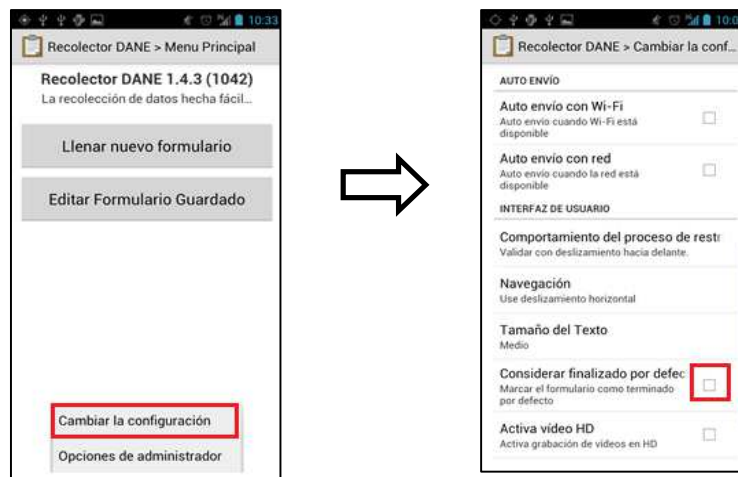 10:33
Recolector DANE > Menu Principal
Recolector DANE 1.4.3 (1042)
La recolección de datos hecha fácil...
Llenar nuevo formulario
Editar Formulario Guardado
Cambiar la configuración
Opciones de administrador
10:0
Recolector DANE > Cambiar la conf...
AUTO ENVÍO
Auto envío con Wi-Fi
Auto envio cuando Wi-Fi está
disponible
Auto envío con red
Auto envio cuando la red está
disponible
INTERFAZ DE USUARIO
Comportamiento del proceso de restr
Validar con deslizamiento hacia delante.
Navegación
Use deslizamiento horizontal
Tamaño del Texto
Medio
Considerar finalizado por defec
Marcar el formulario como terminado
por defecto
Activa vídeo HD
Activa grabación de videos en HD